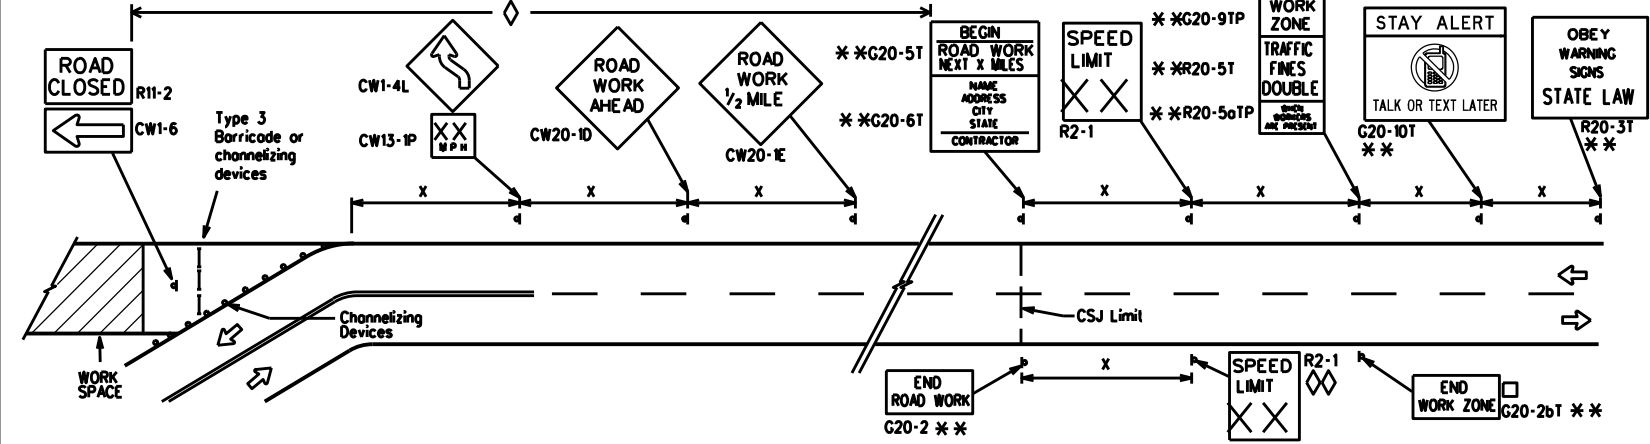 ROAD
CLOSED
R11-2
CW1-6
Type 3
Barricade or
channelizing
devices
CW1-4L
XX
MPH
CW13-1P
ROAD
WORK
AHEAD
CW20-1D
ROAD
WORK
1/2 MILE
CW20-1E
* *G20-5T
* *G20-6T
BEGIN
ROAD WORK
NEXT X MILES
NAME
ADDRESS
CITY
STATE
CONTRACTOR
SPEED
LIMIT
XX
R2-1
* *G20-9TP
* *R20-5T
* *R20-5aTP
WORK
ZONE
TRAFFIC
FINES
DOUBLE
WHEN
WORKERS
ARE PRESENT
STAY ALERT
TALK OR TEXT LATER
G20-10T
* *
OBEY
WARNING
SIGNS
STATE LAW
R20-3T
* *
X
X
X
X
X
X
X
Channelizing
Devices
CSJ Limit
WORK
SPACE
END
ROAD WORK
G20-2 * *
X
SPEED
LIMIT
XX
R2-1
END
WORK ZONE
G20-2bT * *